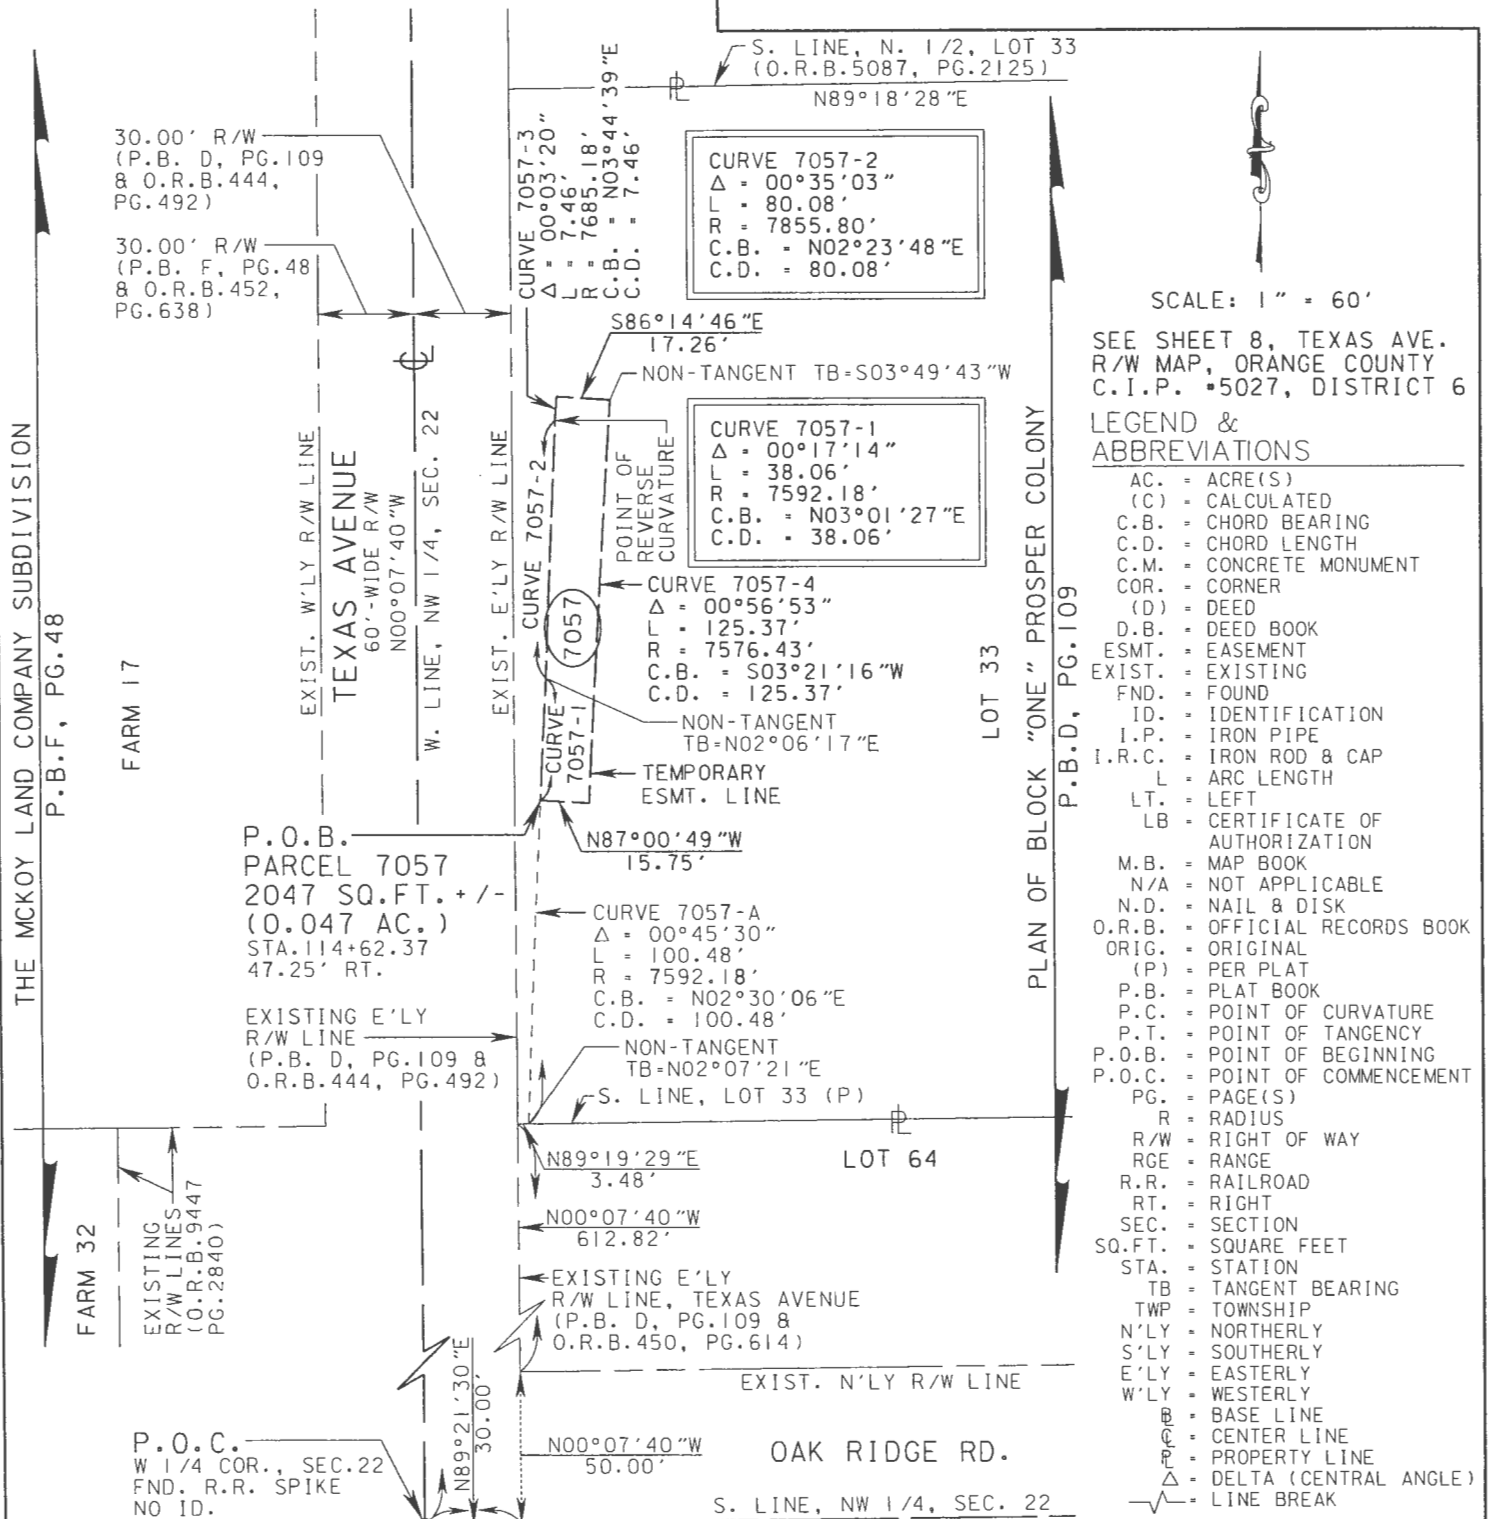 S. LINE, N. 1/2, LOT 33
(O.R.B.5087, PG.2125)
N89°18'28"E
30.00' R/W
(P.B. D, PG.109
& O.R.B.444,
PG.492)
30.00' R/W
(P.B. F, PG.48
& O.R.B.452,
PG.638)
CURVE 7057-3
Δ = 00°03'20"
L = 7.46'
R = 7685.18'
C.B. = N03°44'39"E
C.D. = 7.46'
CURVE 7057-2
Δ = 00°35'03"
L = 80.08'
R = 7855.80'
C.B. = N02°23'48"E
C.D. = 80.08'
S86°14'46"E
17.26'
NON-TANGENT TB=S03°49'43"W
CURVE 7057-1
Δ = 00°17'14"
L = 38.06'
R = 7592.18'
C.B. = N03°01'27"E
C.D. = 38.06'
POINT OF
REVERSE
CURVATURE
THE MCKOY LAND COMPANY SUBDIVISION
P.B.F, PG.48
FARM 17
EXIST. W'LY R/W LINE
TEXAS AVENUE
60'-WIDE R/W
N00°07'40"W
W. LINE, NW 1/4, SEC. 22
EXIST. E'LY R/W LINE
CURVE 7057-2
7057
CURVE
7057-1
CURVE 7057-4
Δ = 00°56'53"
L = 125.37'
R = 7576.43'
C.B. = S03°21'16"W
C.D. = 125.37'
NON-TANGENT
TB=N02°06'17"E
TEMPORARY
ESMT. LINE
LOT 33
PLAN OF BLOCK "ONE" PROSPER COLONY
P.B.D, PG.109
P.O.B.
PARCEL 7057
2047 SQ.FT.+/-
(0.047 AC.)
STA.114+62.37
47.25' RT.
N87°00'49"W
15.75'
CURVE 7057-A
Δ = 00°45'30"
L = 100.48'
R = 7592.18'
C.B. = N02°30'06"E
C.D. = 100.48'
EXISTING E'LY
R/W LINE
(P.B. D, PG.109 &
O.R.B.444, PG.492)
NON-TANGENT
TB=N02°07'21"E
S. LINE, LOT 33 (P)
LOT 64
N89°19'29"E
3.48'
N00°07'40"W
612.82'
FARM 32
EXISTING
R/W LINES
(O.R.B.9447
PG.2840)
EXISTING E'LY
R/W LINE, TEXAS AVENUE
(P.B. D, PG.109 &
O.R.B.450, PG.614)
EXIST. N'LY R/W LINE
N89°21'30"E
30.00'
P.O.C.
W 1/4 COR., SEC.22
FND. R.R. SPIKE
NO ID.
N00°07'40"W
50.00'
OAK RIDGE RD.
S. LINE, NW 1/4, SEC. 22
SCALE: 1" = 60'
SEE SHEET 8, TEXAS AVE.
R/W MAP, ORANGE COUNTY
C.I.P. #5027, DISTRICT 6
LEGEND &
ABBREVIATIONS
AC. = ACRE(S)
(C) = CALCULATED
C.B. = CHORD BEARING
C.D. = CHORD LENGTH
C.M. = CONCRETE MONUMENT
COR. = CORNER
(D) = DEED
D.B. = DEED BOOK
ESMT. = EASEMENT
EXIST. = EXISTING
FND. = FOUND
ID. = IDENTIFICATION
I.P. = IRON PIPE
I.R.C. = IRON ROD & CAP
L = ARC LENGTH
LT. = LEFT
LB = CERTIFICATE OF
AUTHORIZATION
M.B. = MAP BOOK
N/A = NOT APPLICABLE
N.D. = NAIL & DISK
O.R.B. = OFFICIAL RECORDS BOOK
ORIG. = ORIGINAL
(P) = PER PLAT
P.B. = PLAT BOOK
P.C. = POINT OF CURVATURE
P.T. = POINT OF TANGENCY
P.O.B. = POINT OF BEGINNING
P.O.C. = POINT OF COMMENCEMENT
PG. = PAGE(S)
R = RADIUS
R/W = RIGHT OF WAY
RGE = RANGE
R.R. = RAILROAD
RT. = RIGHT
SEC. = SECTION
SQ.FT. = SQUARE FEET
STA. = STATION
TB = TANGENT BEARING
TWP = TOWNSHIP
N'LY = NORTHERLY
S'LY = SOUTHERLY
E'LY = EASTERLY
W'LY = WESTERLY
= BASE LINE
℄ = CENTER LINE
⅊ = PROPERTY LINE
Δ = DELTA (CENTRAL ANGLE)
= LINE BREAK